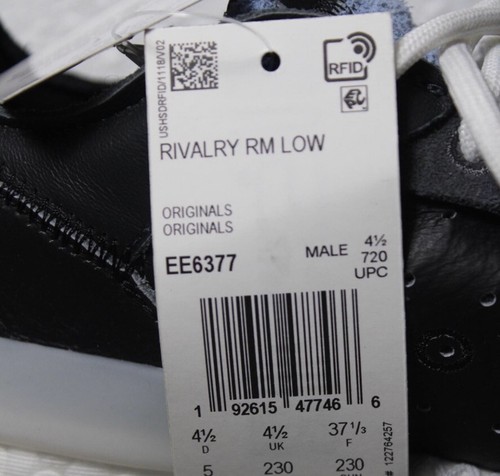 USHSDRFID/1118/V02
RFID
RIVALRY RM LOW
ORIGINALS
ORIGINALS
EE6377
MALE 4½
720
UPC
1 92615 47746 6
4½ 4½ 37⅓
D UK F
5 230 230
# 122764257